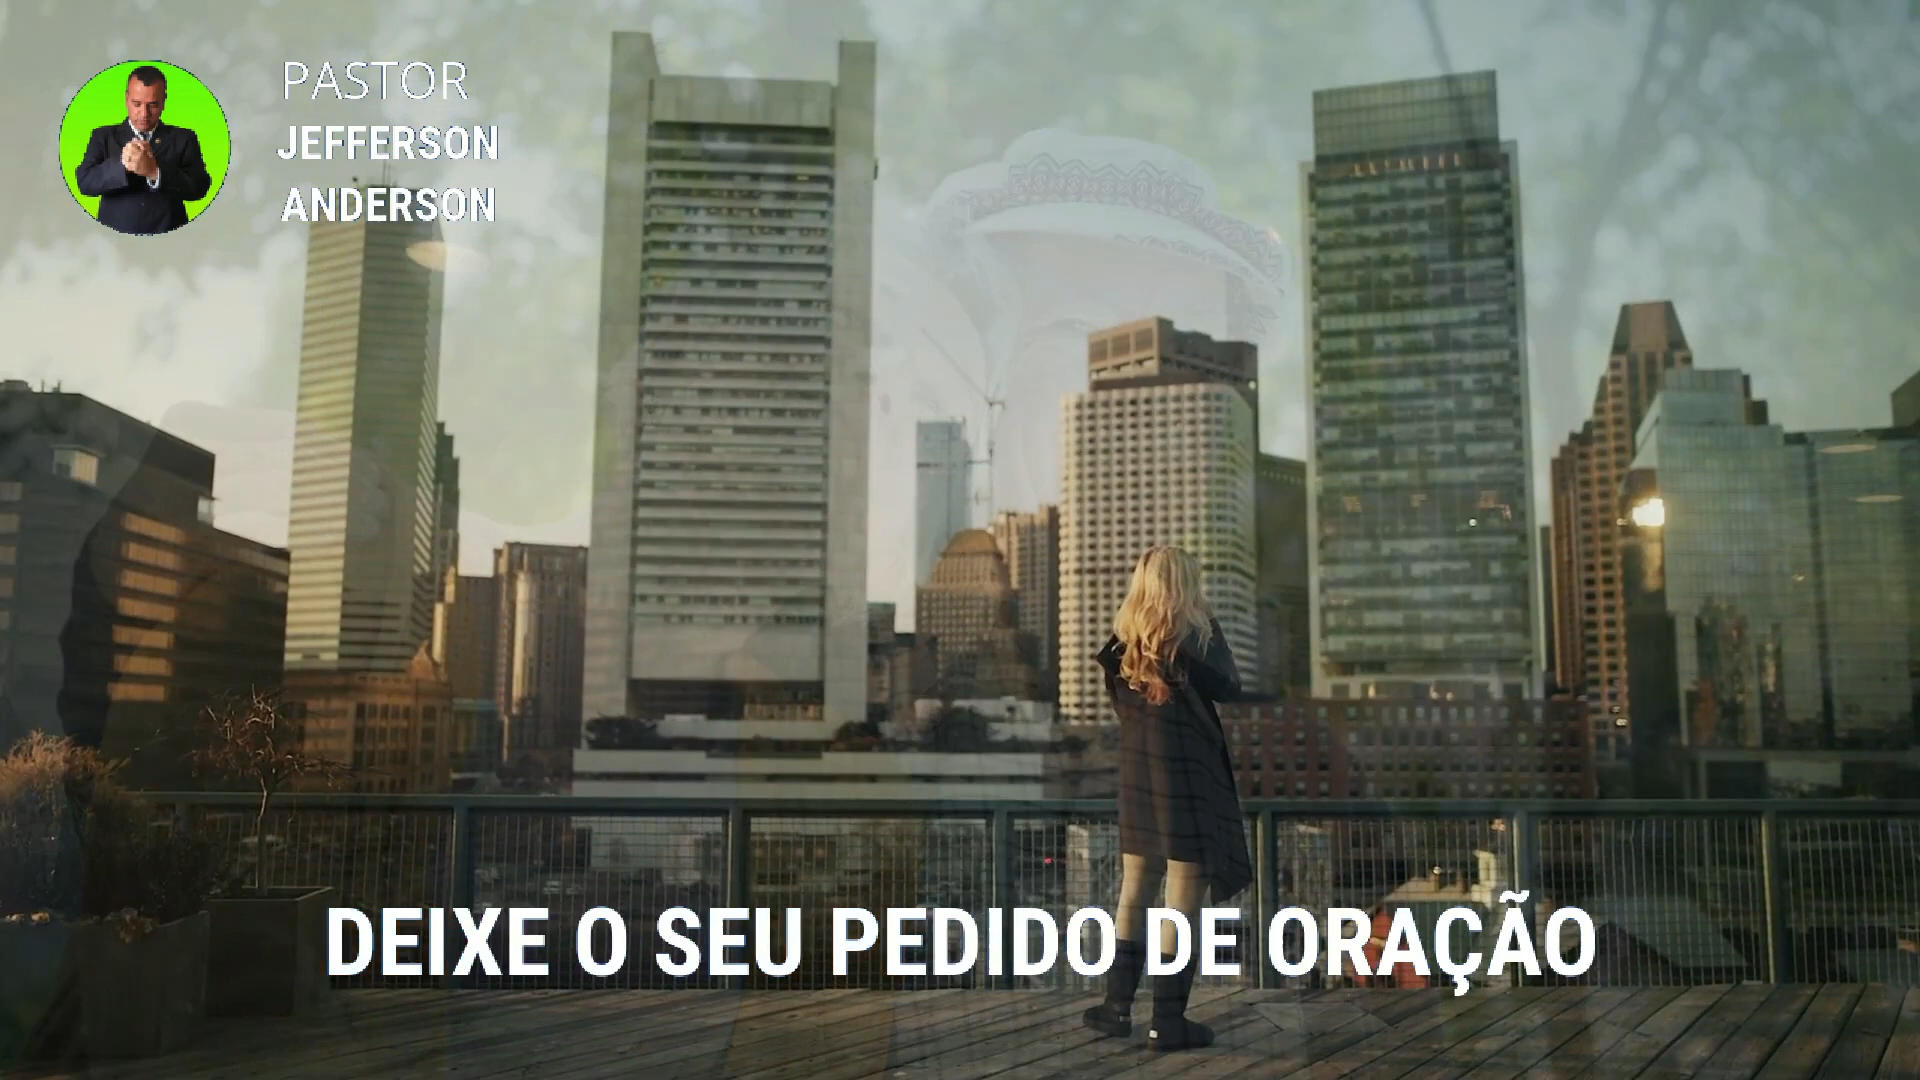 PASTOR
JEFFERSON
ANDERSON
DEIXE O SEU PEDIDO DE ORAÇÃO